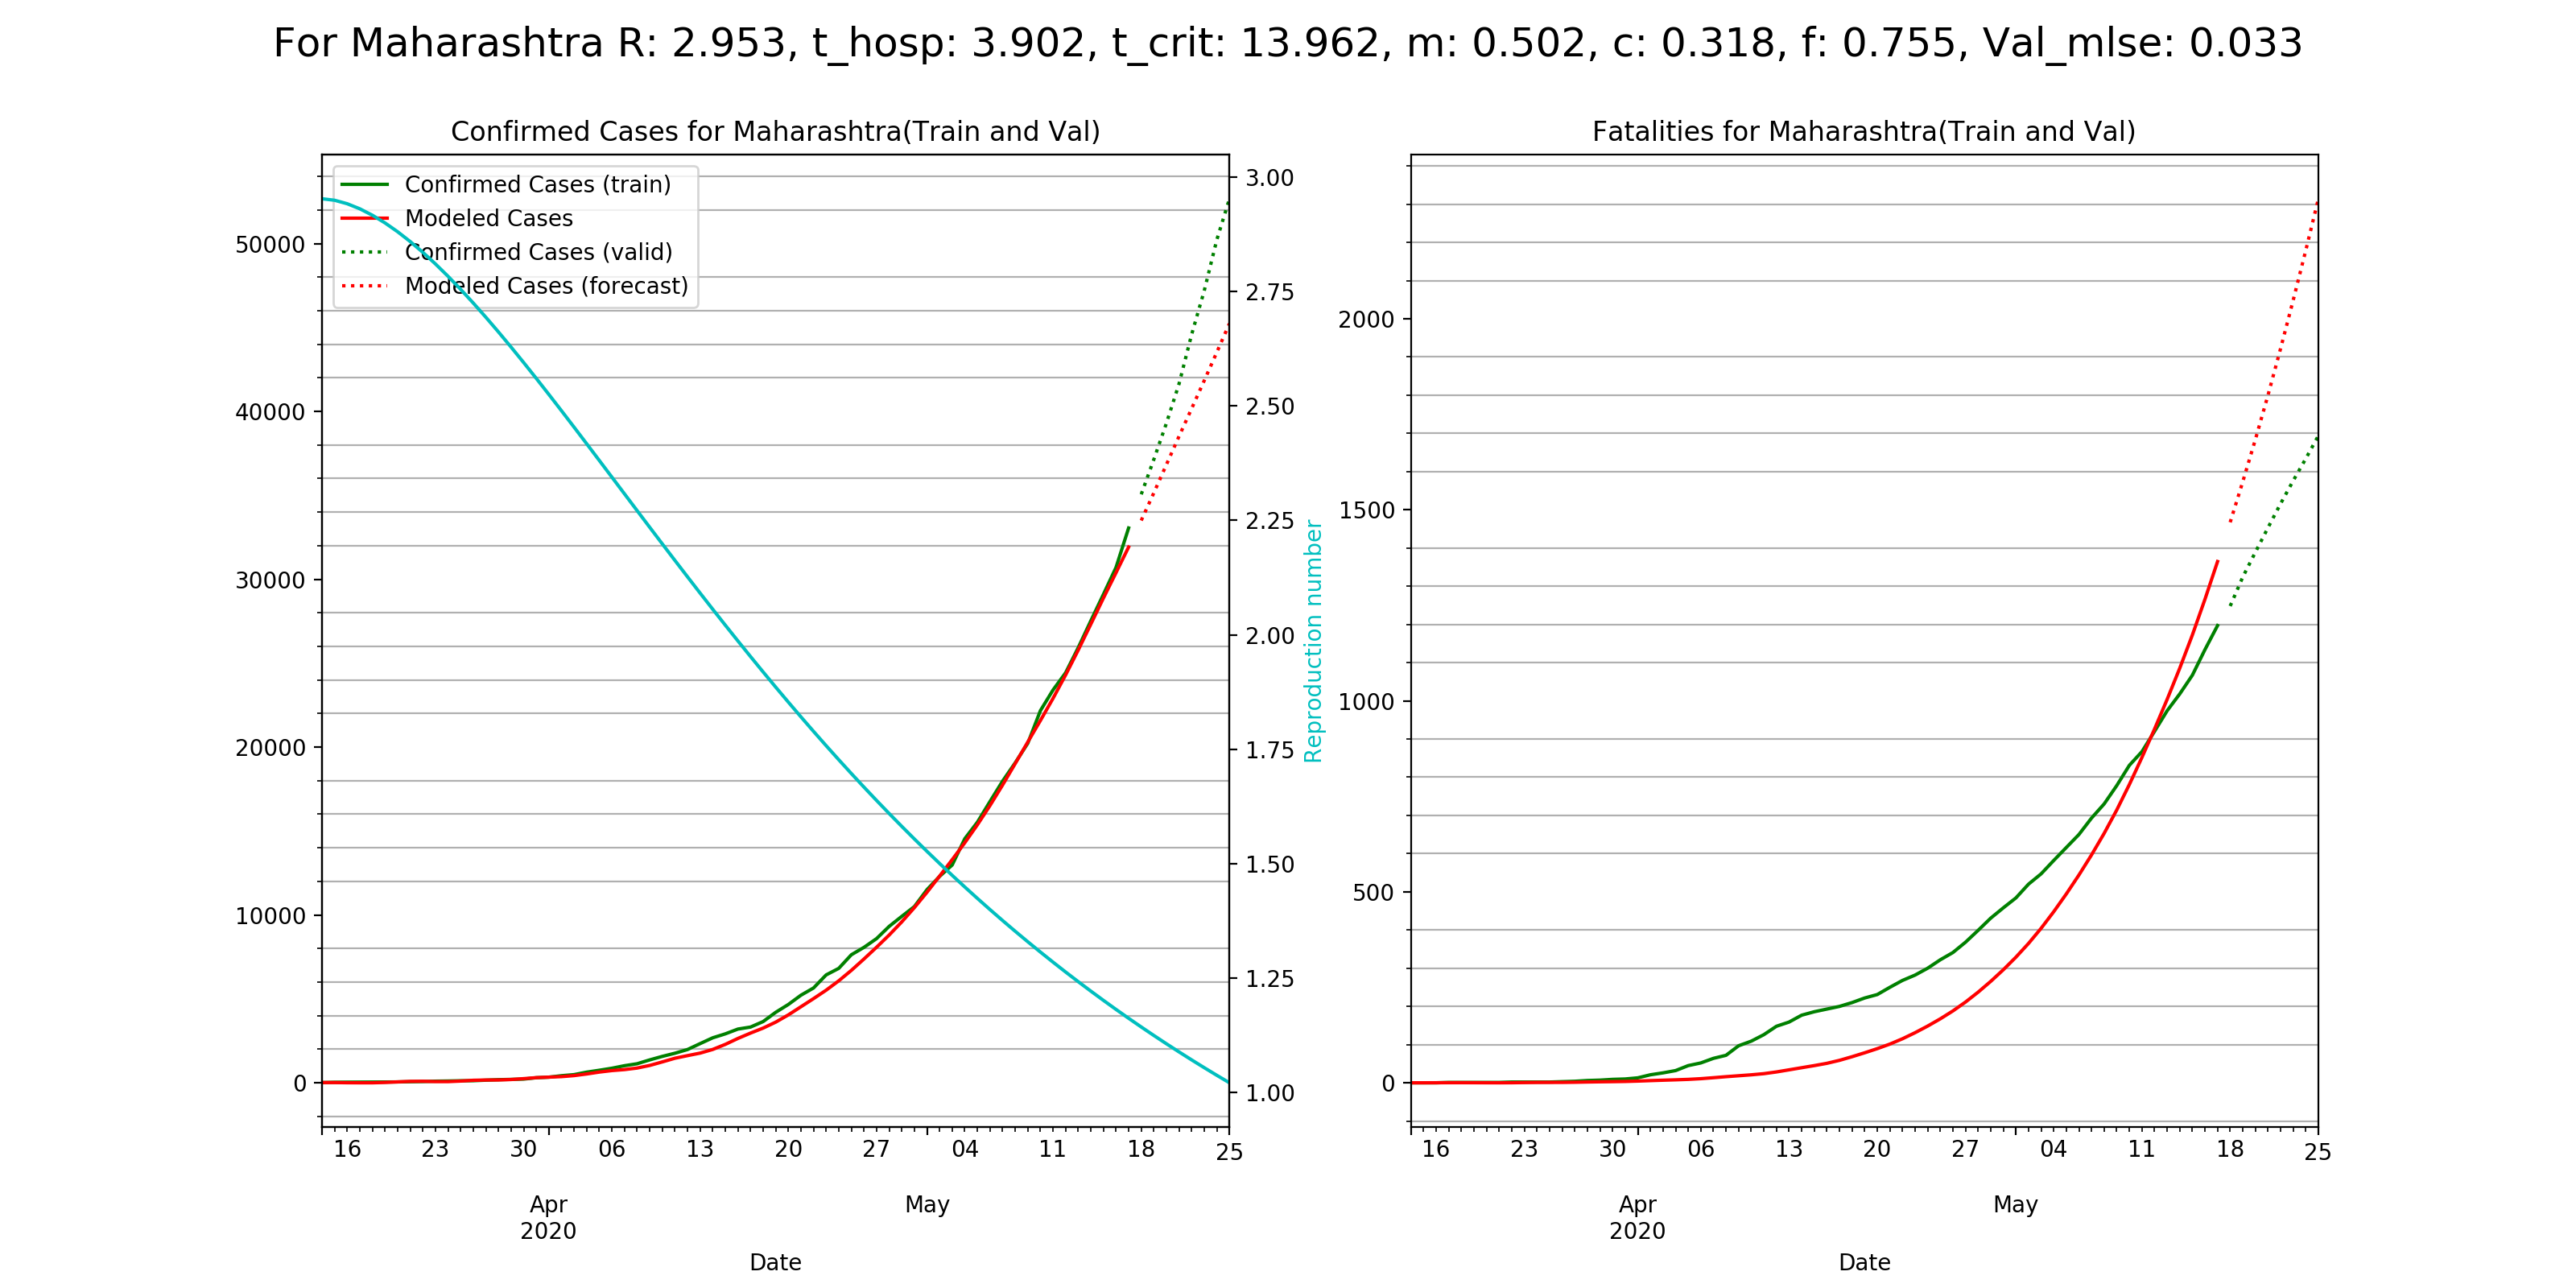 For Maharashtra R: 2.953, t_hosp: 3.902, t_crit: 13.962, m: 0.502, c: 0.318, f: 0.755, Val_mlse: 0.033
Confirmed Cases for Maharashtra(Train and Val)
Confirmed Cases (train)
Modeled Cases
Confirmed Cases (valid)
Modeled Cases (forecast)
50000
40000
30000
20000
10000
0
3.00
2.75
2.50
2.25
2.00
1.75
1.50
1.25
1.00
Reproduction number
16 23 30 06 13 20 27 04 11 18 25
Apr May
2020
Date
Fatalities for Maharashtra(Train and Val)
2000
1500
1000
500
0
16 23 30 06 13 20 27 04 11 18 25
Apr May
2020
Date